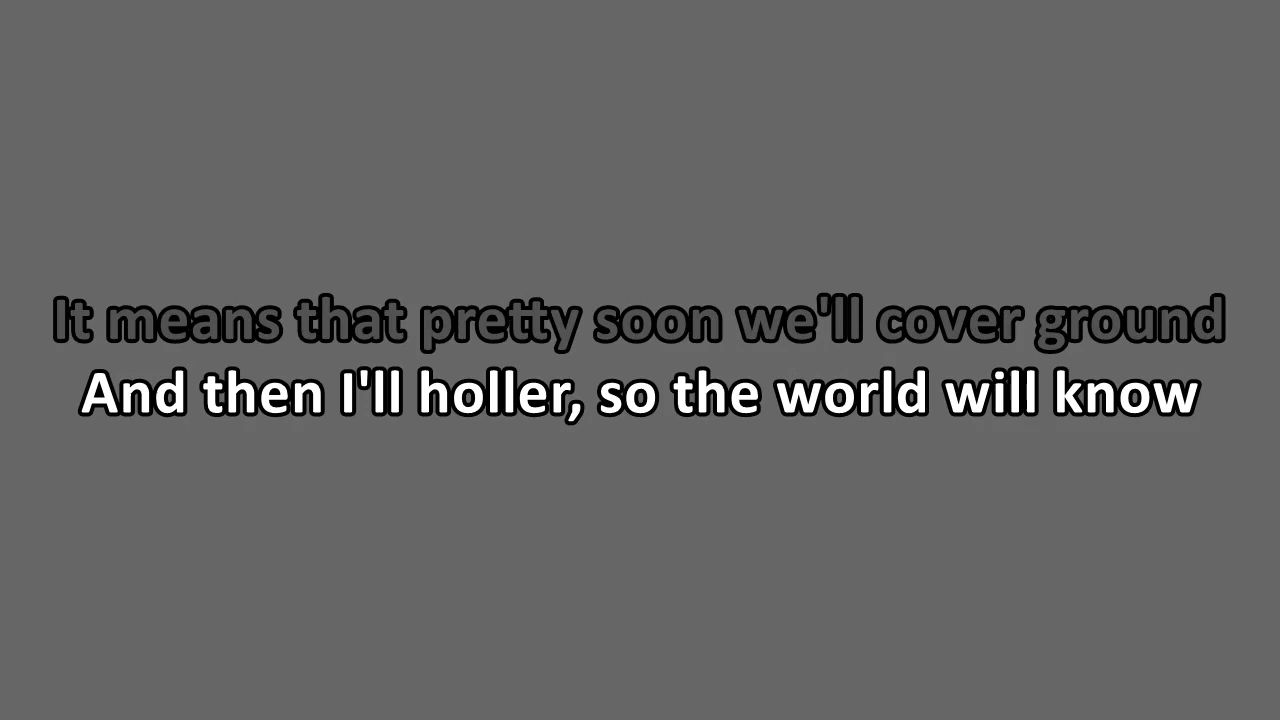 It means that pretty soon we'll cover ground
And then I'll holler, so the world will know